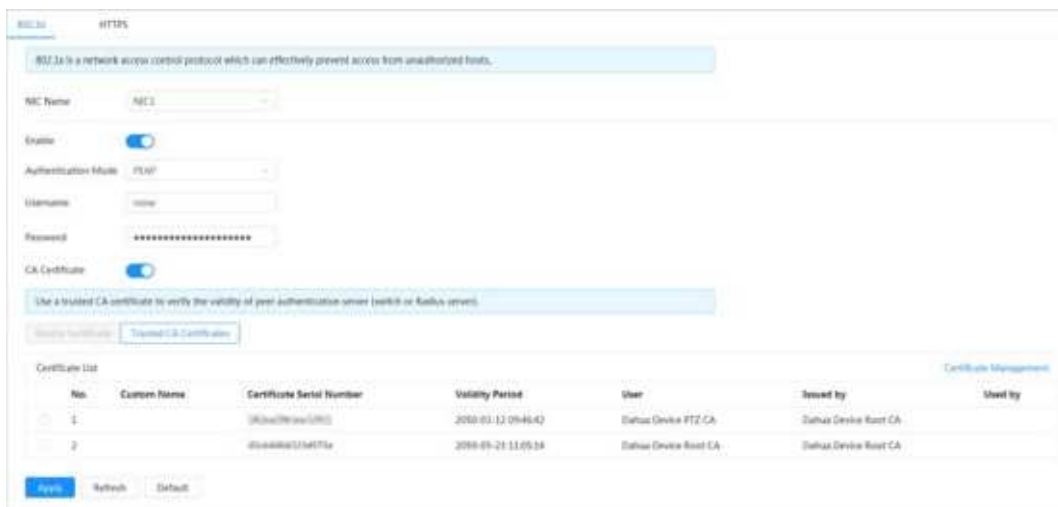 802.1x HTTPS
802.1x is a network access control protocol which can effectively prevent access from unauthorized hosts.
NIC Name
Enable
Authentication Mode PEAP
Username none
Password ********************
CA Certificate
Use a trusted CA certificate to verify the validity of peer authentication server (switch or Radius server).
Device Certificate Trusted CA Certificates
Certificate List Certificate Management
No. Custom Name Certificate Serial Number Validity Period User Issued by Used by
1 Dahua Device PTZ CA Dahua Device Root CA
2 Dahua Device Root CA Dahua Device Root CA
Apply Refresh Default